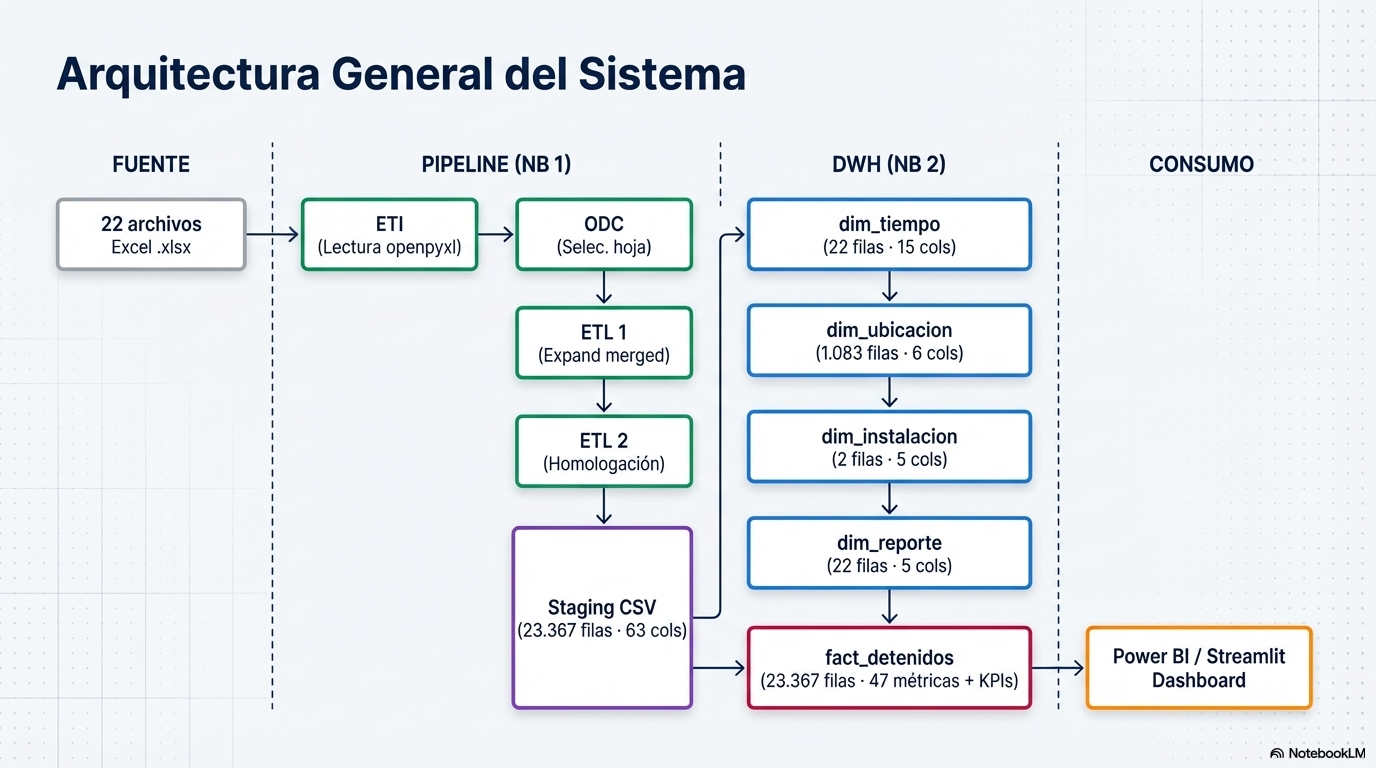 Arquitectura General del Sistema
FUENTE
22 archivos
Excel .xlsx
PIPELINE (NB 1)
ETI
(Lectura openpyxl)
ODC
(Selec. hoja)
ETL 1
(Expand merged)
ETL 2
(Homologación)
Staging CSV
(23.367 filas · 63 cols)
DWH (NB 2)
dim_tiempo
(22 filas · 15 cols)
dim_ubicacion
(1.083 filas · 6 cols)
dim_instalacion
(2 filas · 5 cols)
dim_reporte
(22 filas · 5 cols)
fact_detenidos
(23.367 filas · 47 métricas + KPIs)
CONSUMO
Power BI / Streamlit
Dashboard
NotebookLM